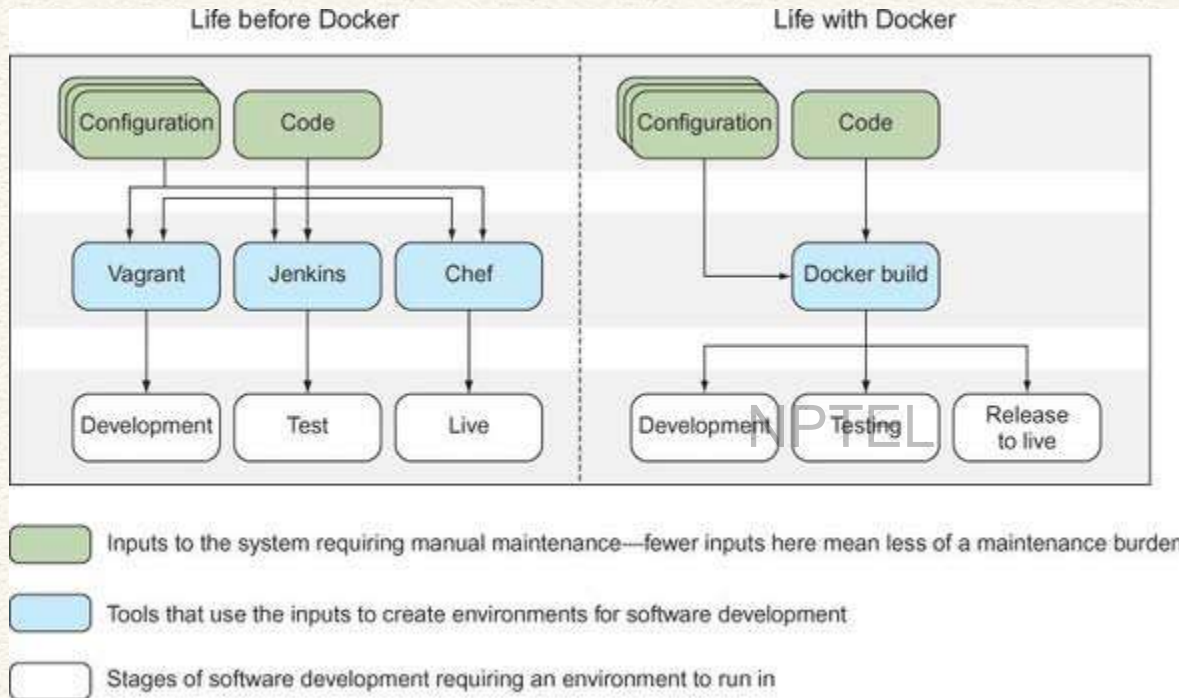 Life before Docker
Life with Docker
Configuration
Code
Vagrant
Jenkins
Chef
Development
Test
Live
Configuration
Code
Docker build
Development
Testing
Release
to live
NPTEL
Inputs to the system requiring manual maintenance—fewer inputs here mean less of a maintenance burden
Tools that use the inputs to create environments for software development
Stages of software development requiring an environment to run in